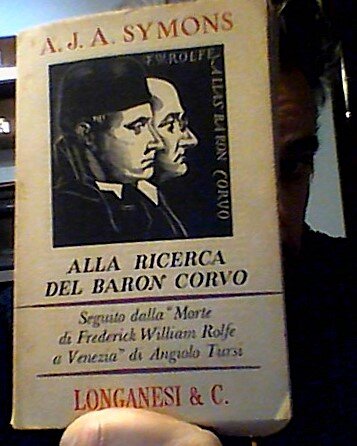 A. J. A. SYMONS
F. W. ROLFE
ALIAS BARON CORVO
ALLA RICERCA
DEL BARON CORVO
Seguito dalla "Morte
di Frederick William Rolfe
a Venezia" di Angiolo Tursi
LONGANESI & C.